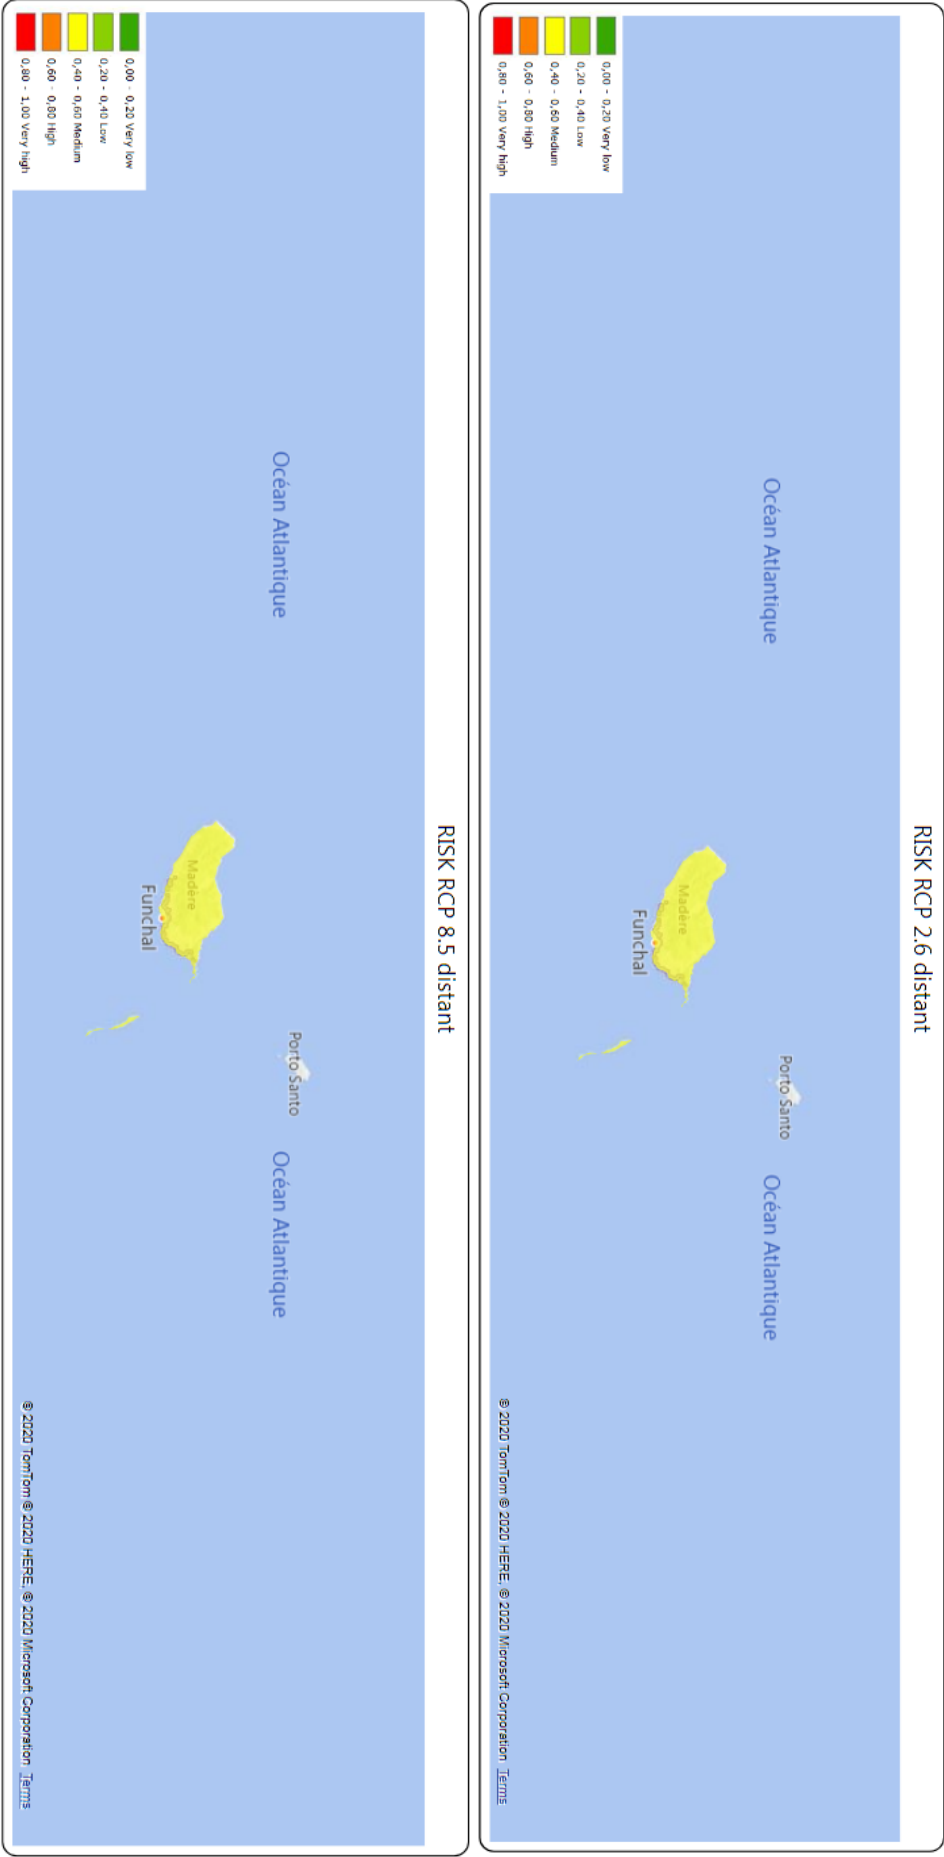 RISK RCP 2.6 distant
Océan Atlantique
Porto Santo
Océan Atlantique
Madère
Funchal
0,00 - 0,20 Very low
0,20 - 0,40 Low
0,40 - 0,60 Medium
0,60 - 0,80 High
0,80 - 1,00 Very high
© 2020 TomTom © 2020 HERE, © 2020 Microsoft Corporation Terms
RISK RCP 8.5 distant
Océan Atlantique
Porto Santo
Océan Atlantique
Madère
Funchal
0,00 - 0,20 Very low
0,20 - 0,40 Low
0,40 - 0,60 Medium
0,60 - 0,80 High
0,80 - 1,00 Very high
© 2020 TomTom © 2020 HERE, © 2020 Microsoft Corporation Terms